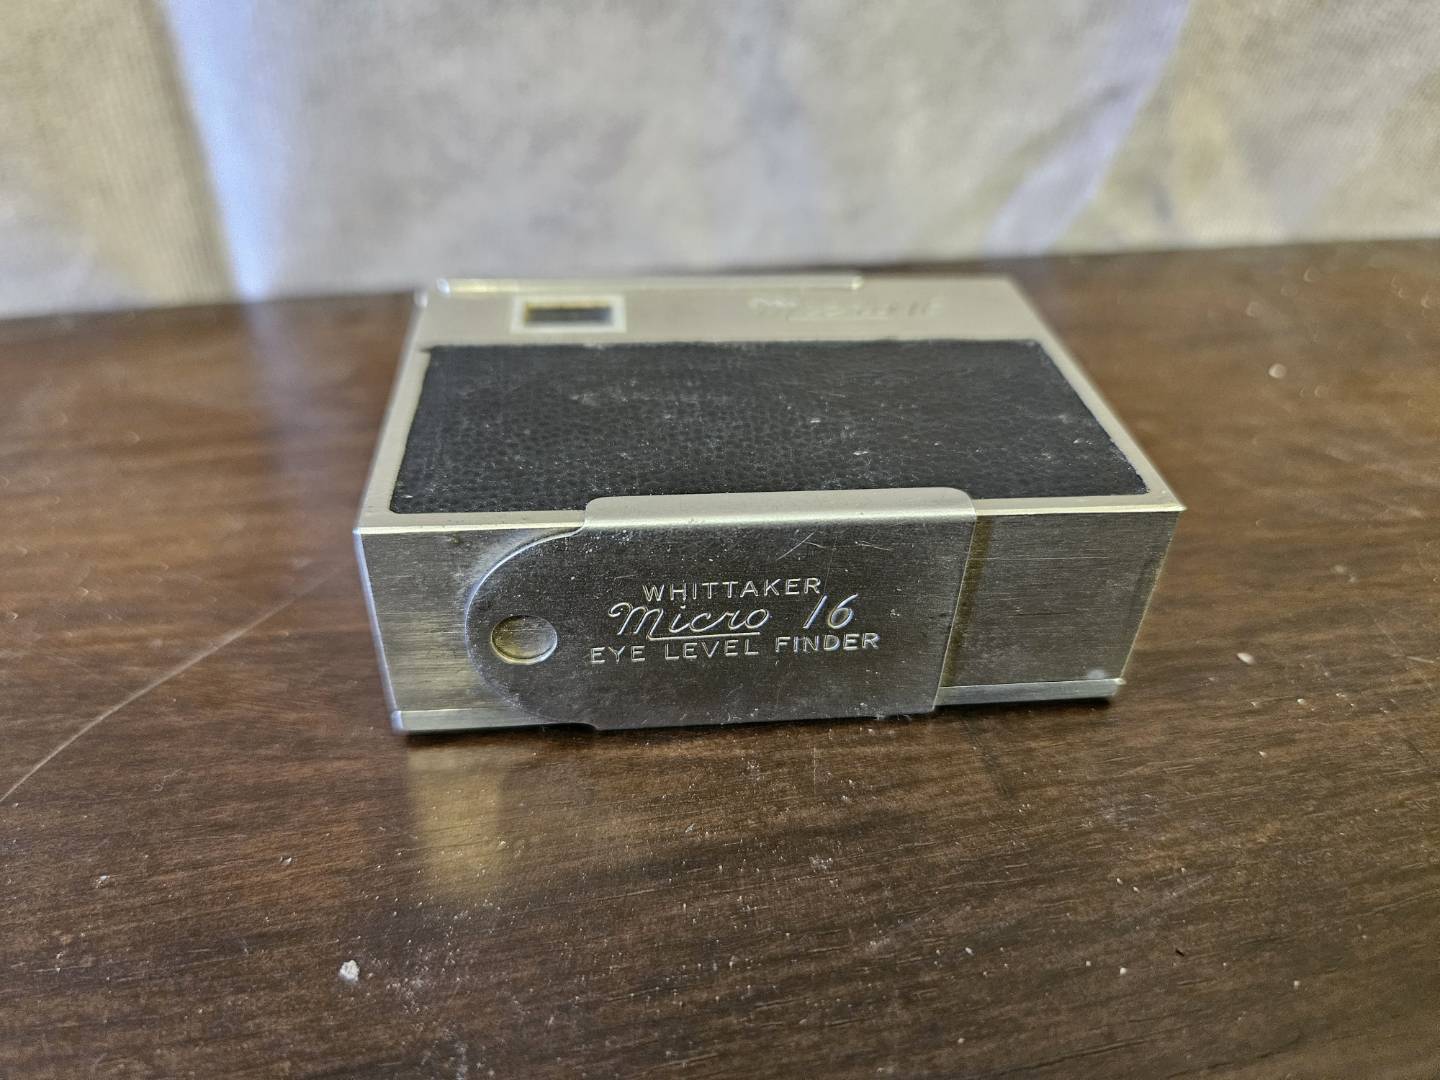 WHITTAKER
Micro 16
EYE LEVEL FINDER